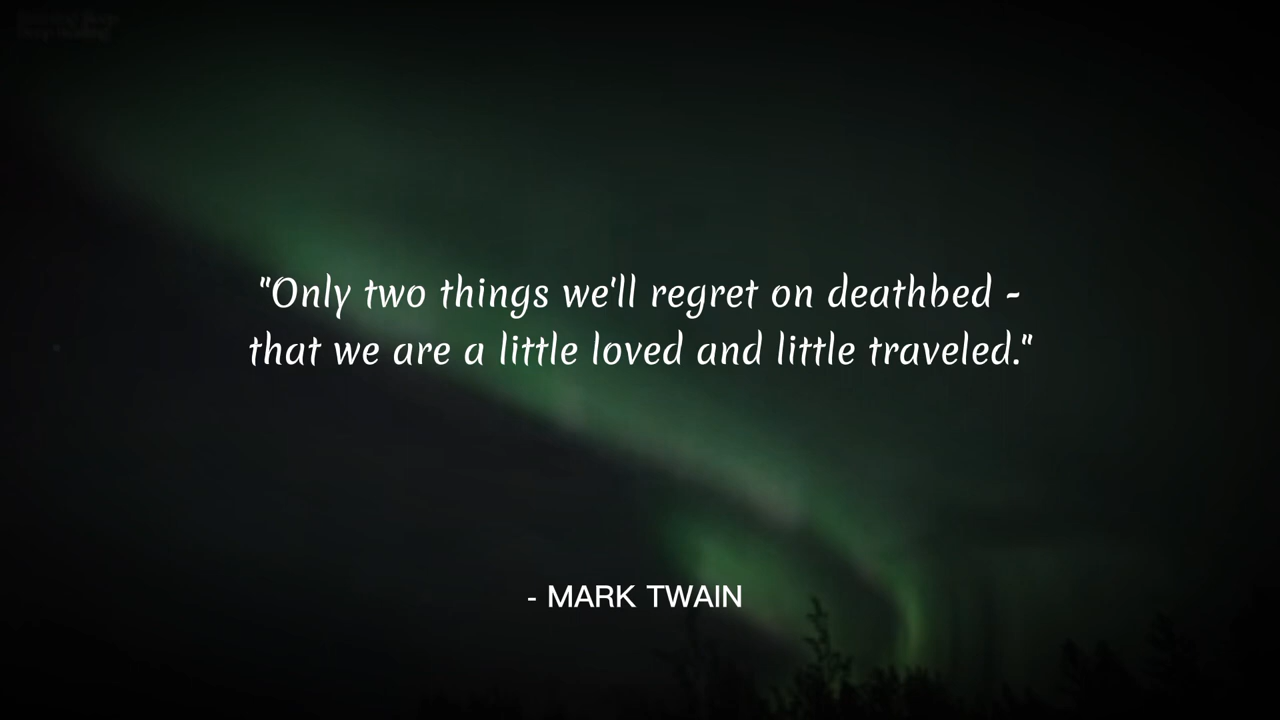 "Only two things we'll regret on deathbed -
that we are a little loved and little traveled."
- MARK TWAIN